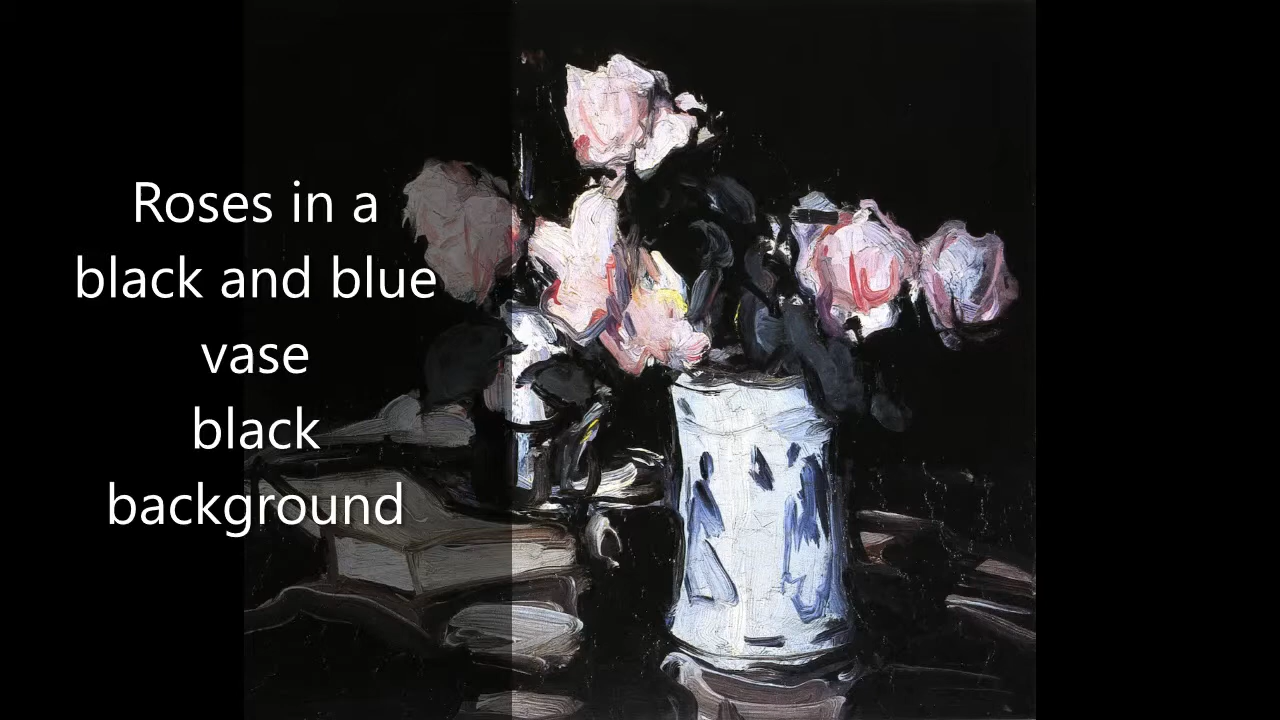 Roses in a
black and blue
vase
black
background